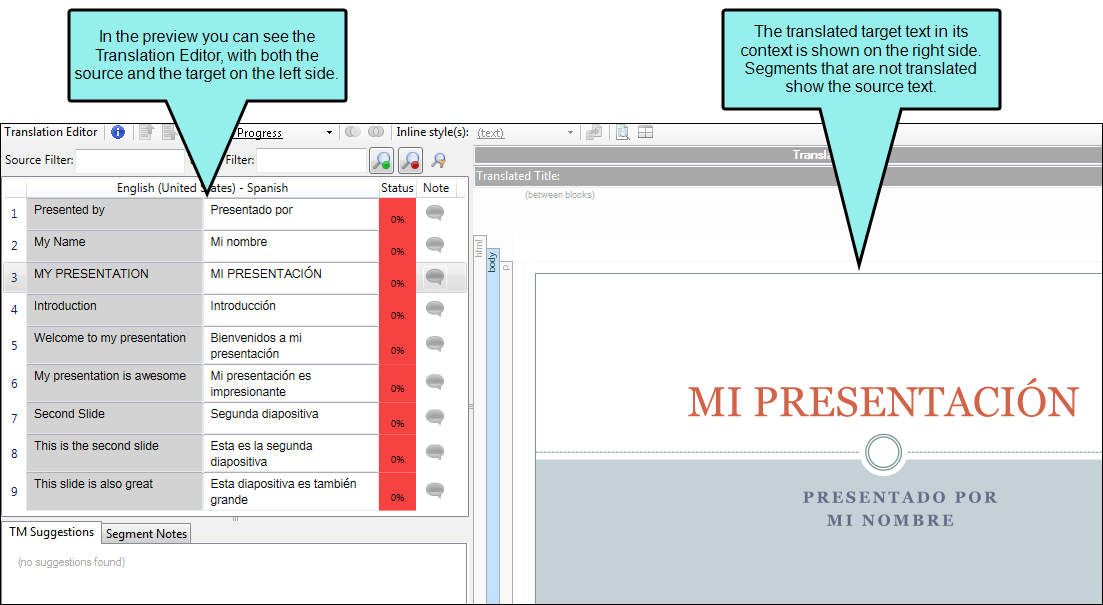 In the preview you can see the
Translation Editor, with both the
source and the target on the left side.
The translated target text in its
context is shown on the right side.
Segments that are not translated
show the source text.
Translation Editor
Progress
Inline style(s): (text)
Source Filter:
Filter:
Translated Title:
(between blocks)
English (United States) - Spanish Status Note
1 Presented by Presentado por 0%
2 My Name Mi nombre 0%
3 MY PRESENTATION MI PRESENTACIÓN 0%
4 Introduction Introducción 0%
5 Welcome to my presentation Bienvenidos a mi
presentación 0%
6 My presentation is awesome Mi presentación es
impresionante 0%
7 Second Slide Segunda diapositiva 0%
8 This is the second slide Esta es la segunda
diapositiva 0%
9 This slide is also great Esta diapositiva es también
grande 0%
TM Suggestions Segment Notes
(no suggestions found)
html
body
p
MI PRESENTACIÓN
PRESENTADO POR
MI NOMBRE